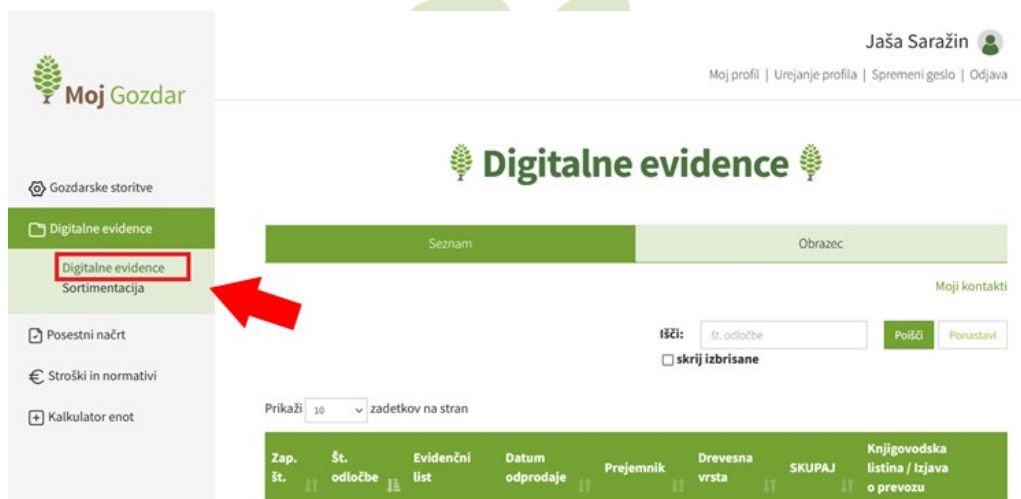 Jaša Saražin
Moj profil | Urejanje profila | Spremeni geslo | Odjava
Moj Gozdar
Gozdarske storitve
Digitalne evidence
Digitalne evidence
Sortimentacija
Posestni načrt
Stroški in normativi
Kalkulator enot
Digitalne evidence
Seznam
Obrazec
Moji kontakti
Išči: št. odločbe Poišči Ponastavi
skrij izbrisane
Prikaži 10 zadetkov na stran
Zap. št.
Št. odločbe
Evidenčni list
Datum odprodaje
Prejemnik
Drevesna vrsta
SKUPAJ
Knjigovodska listina / Izjava o prevozu